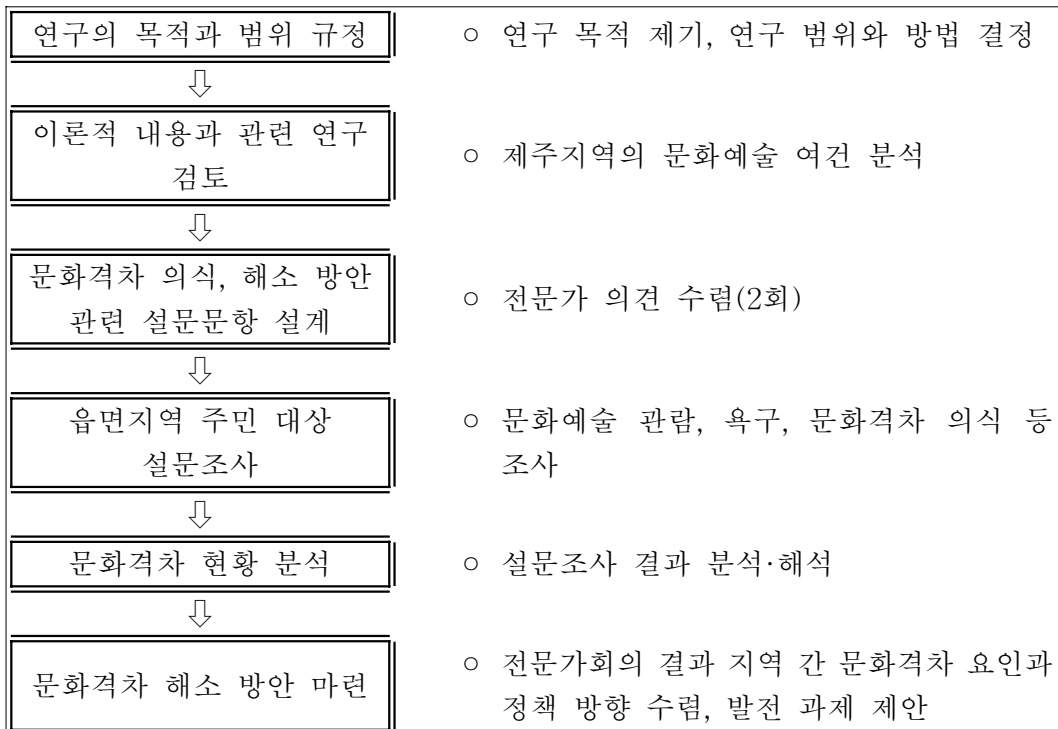 연구의 목적과 범위 규정
○ 연구 목적 제기, 연구 범위와 방법 결정
⇩
이론적 내용과 관련 연구
검토
○ 제주지역의 문화예술 여건 분석
⇩
문화격차 의식, 해소 방안
관련 설문문항 설계
○ 전문가 의견 수렴(2회)
⇩
읍면지역 주민 대상
설문조사
○ 문화예술 관람, 욕구, 문화격차 의식 등
조사
⇩
문화격차 현황 분석
○ 설문조사 결과 분석·해석
⇩
문화격차 해소 방안 마련
○ 전문가회의 결과 지역 간 문화격차 요인과
정책 방향 수렴, 발전 과제 제안